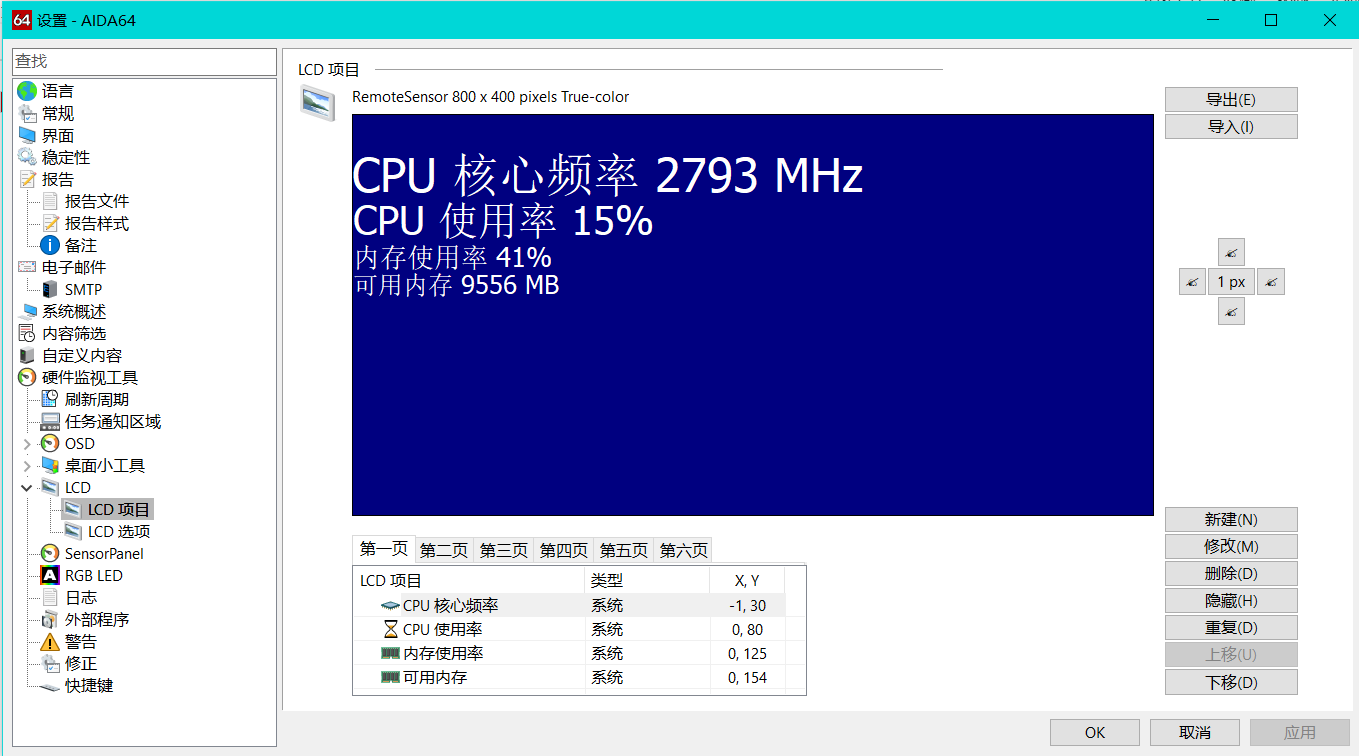 64 设置 - AIDA64
查找
语言
常规
界面
稳定性
报告
报告文件
报告样式
备注
电子邮件
SMTP
系统概述
内容筛选
自定义内容
硬件监视工具
刷新周期
任务通知区域
OSD
桌面小工具
LCD
LCD 项目
LCD 选项
SensorPanel
RGB LED
日志
外部程序
警告
修正
快捷键
LCD 项目
RemoteSensor 800 x 400 pixels True-color
CPU 核心频率 2793 MHz
CPU 使用率 15%
内存使用率 41%
可用内存 9556 MB
第一页 第二页 第三页 第四页 第五页 第六页
LCD 项目 类型 X, Y
CPU 核心频率 系统 -1, 30
CPU 使用率 系统 0, 80
内存使用率 系统 0, 125
可用内存 系统 0, 154
导出(E)
导入(I)
1 px
新建(N)
修改(M)
删除(D)
隐藏(H)
重复(D)
上移(U)
下移(D)
OK 取消 应用